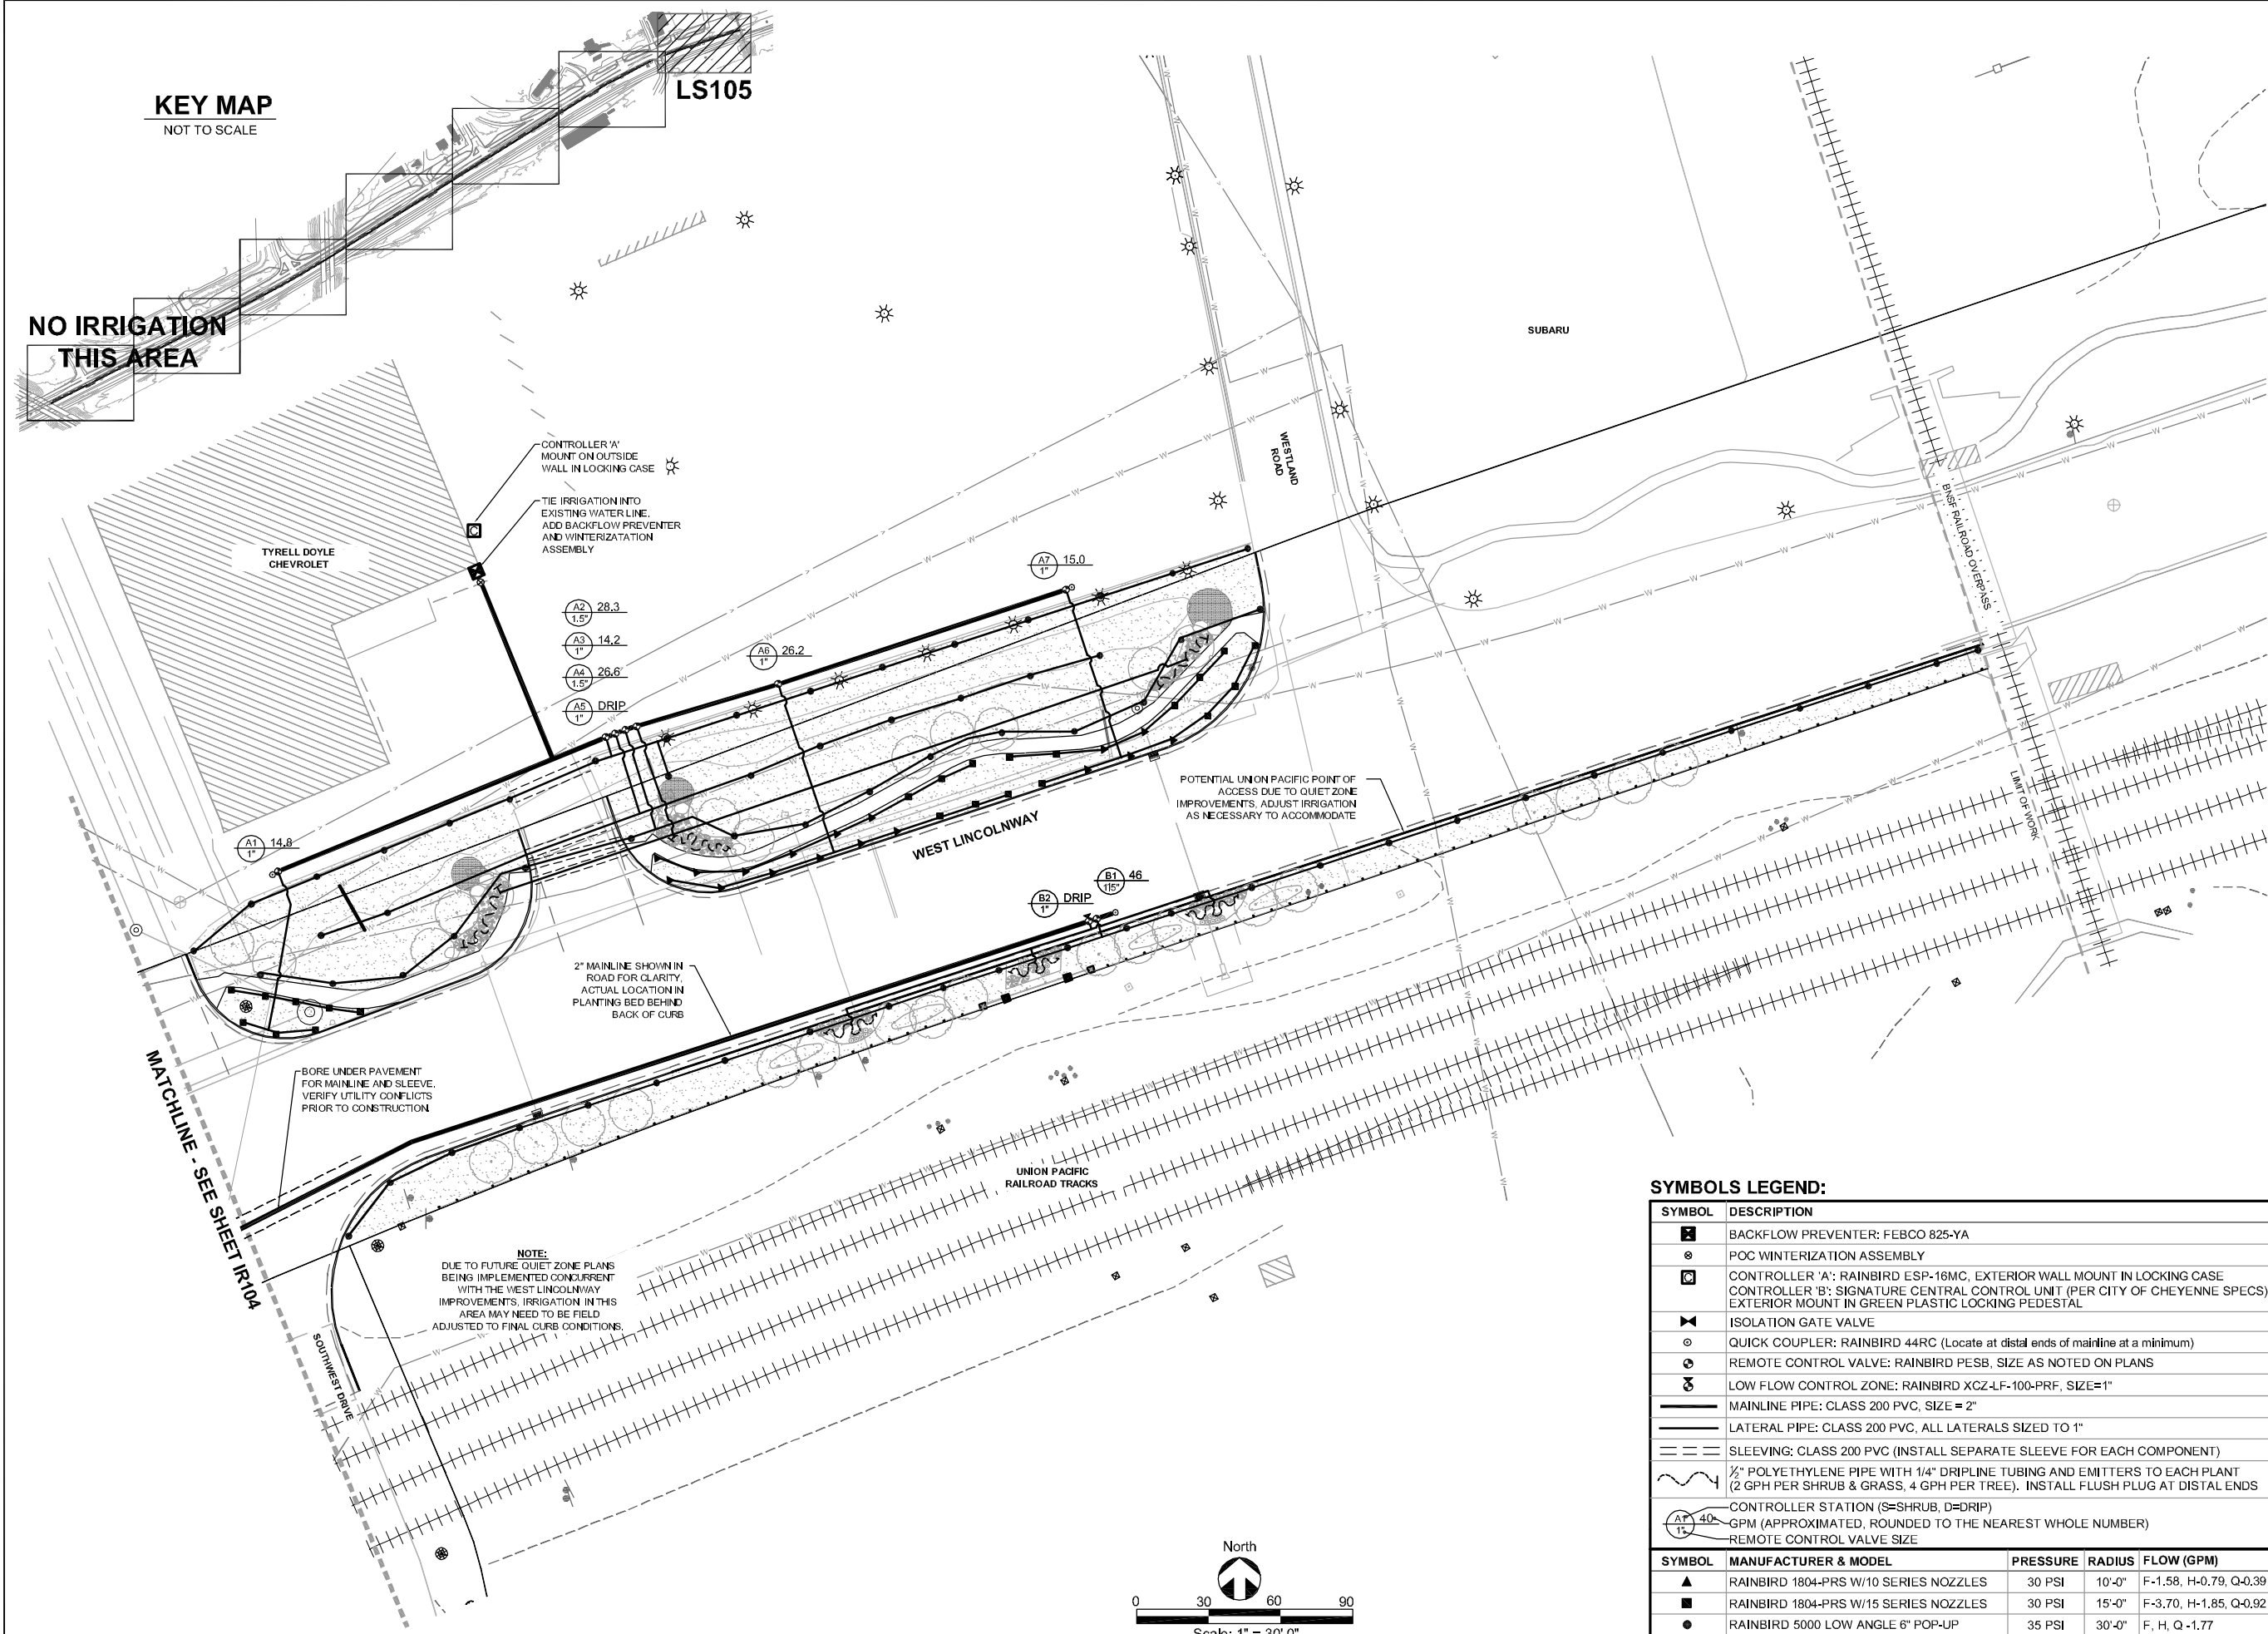 KEY MAP
NOT TO SCALE
LS105
NO IRRIGATION
THIS AREA
CONTROLLER 'A'
MOUNT ON OUTSIDE
WALL IN LOCKING CASE
C
TIE IRRIGATION INTO
EXISTING WATER LINE,
ADD BACKFLOW PREVENTER
AND WINTERIZATATION
ASSEMBLY
TYRELL DOYLE
CHEVROLET
SUBARU
WESTLAND
ROAD
BNSF RAILROAD OVERPASS
LIMIT OF WORK
A7 15.0
1"
A2 28.3
1.5"
A3 14.2
1"
A4 26.6
1.5"
A5 DRIP
1"
A6 26.2
1"
A1 14.8
1"
POTENTIAL UNION PACIFIC POINT OF
ACCESS DUE TO QUIET ZONE
IMPROVEMENTS, ADJUST IRRIGATION
AS NECESSARY TO ACCOMMODATE
WEST LINCOLNWAY
B1 46
1.5"
B2 DRIP
1"
2" MAINLINE SHOWN IN
ROAD FOR CLARITY,
ACTUAL LOCATION IN
PLANTING BED BEHIND
BACK OF CURB
BORE UNDER PAVEMENT
FOR MAINLINE AND SLEEVE.
VERIFY UTILITY CONFLICTS
PRIOR TO CONSTRUCTION.
MATCHLINE - SEE SHEET IR104
UNION PACIFIC
RAILROAD TRACKS
NOTE:
DUE TO FUTURE QUIET ZONE PLANS
BEING IMPLEMENTED CONCURRENT
WITH THE WEST LINCOLNWAY
IMPROVEMENTS, IRRIGATION IN THIS
AREA MAY NEED TO BE FIELD
ADJUSTED TO FINAL CURB CONDITIONS.
SOUTHWEST DRIVE
North
0 30 60 90
Scale: 1" = 30'-0"
SYMBOLS LEGEND:
SYMBOL DESCRIPTION
BACKFLOW PREVENTER: FEBCO 825-YA
POC WINTERIZATION ASSEMBLY
C CONTROLLER 'A': RAINBIRD ESP-16MC, EXTERIOR WALL MOUNT IN LOCKING CASE
CONTROLLER 'B': SIGNATURE CENTRAL CONTROL UNIT (PER CITY OF CHEYENNE SPECS)
EXTERIOR MOUNT IN GREEN PLASTIC LOCKING PEDESTAL
ISOLATION GATE VALVE
QUICK COUPLER: RAINBIRD 44RC (Locate at distal ends of mainline at a minimum)
REMOTE CONTROL VALVE: RAINBIRD PESB, SIZE AS NOTED ON PLANS
LOW FLOW CONTROL ZONE: RAINBIRD XCZ-LF-100-PRF, SIZE=1"
MAINLINE PIPE: CLASS 200 PVC, SIZE = 2"
LATERAL PIPE: CLASS 200 PVC, ALL LATERALS SIZED TO 1"
SLEEVING: CLASS 200 PVC (INSTALL SEPARATE SLEEVE FOR EACH COMPONENT)
½" POLYETHYLENE PIPE WITH 1/4" DRIPLINE TUBING AND EMITTERS TO EACH PLANT
(2 GPH PER SHRUB & GRASS, 4 GPH PER TREE). INSTALL FLUSH PLUG AT DISTAL ENDS
CONTROLLER STATION (S=SHRUB, D=DRIP)
A1 40 GPM (APPROXIMATED, ROUNDED TO THE NEAREST WHOLE NUMBER)
1" REMOTE CONTROL VALVE SIZE
SYMBOL MANUFACTURER & MODEL PRESSURE RADIUS FLOW (GPM)
RAINBIRD 1804-PRS W/10 SERIES NOZZLES 30 PSI 10'-0" F-1.58, H-0.79, Q-0.39
RAINBIRD 1804-PRS W/15 SERIES NOZZLES 30 PSI 15'-0" F-3.70, H-1.85, Q-0.92
RAINBIRD 5000 LOW ANGLE 6" POP-UP 35 PSI 30'-0" F, H, Q -1.77